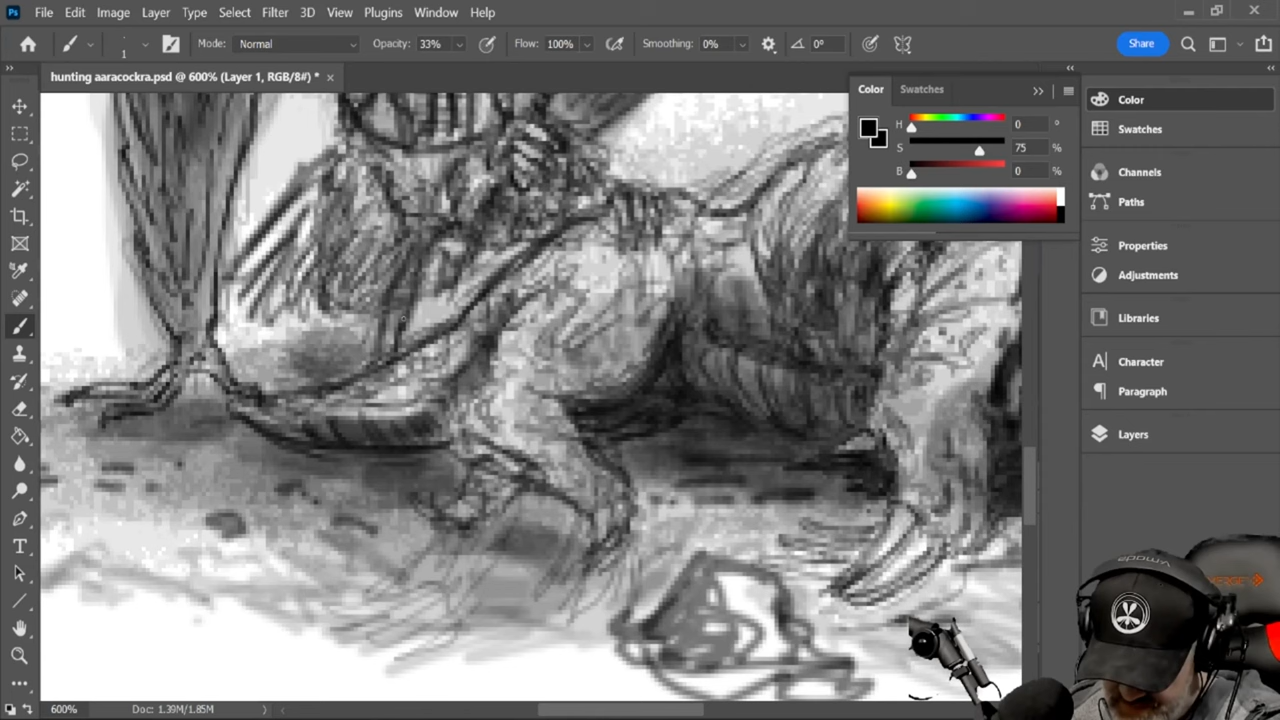 Ps File Edit Image Layer Type Select Filter 3D View Plugins Window Help
1 Mode: Normal Opacity: 33% Flow: 100% Smoothing: 0% 0° Share
hunting aaracockra.psd @ 600% (Layer 1, RGB/8#) * ×
Color Swatches
H 0 °
S 75 %
B 0 %
Color
Swatches
Channels
Paths
Properties
Adjustments
Libraries
Character
Paragraph
Layers
600% Doc: 1.39M/1.85M